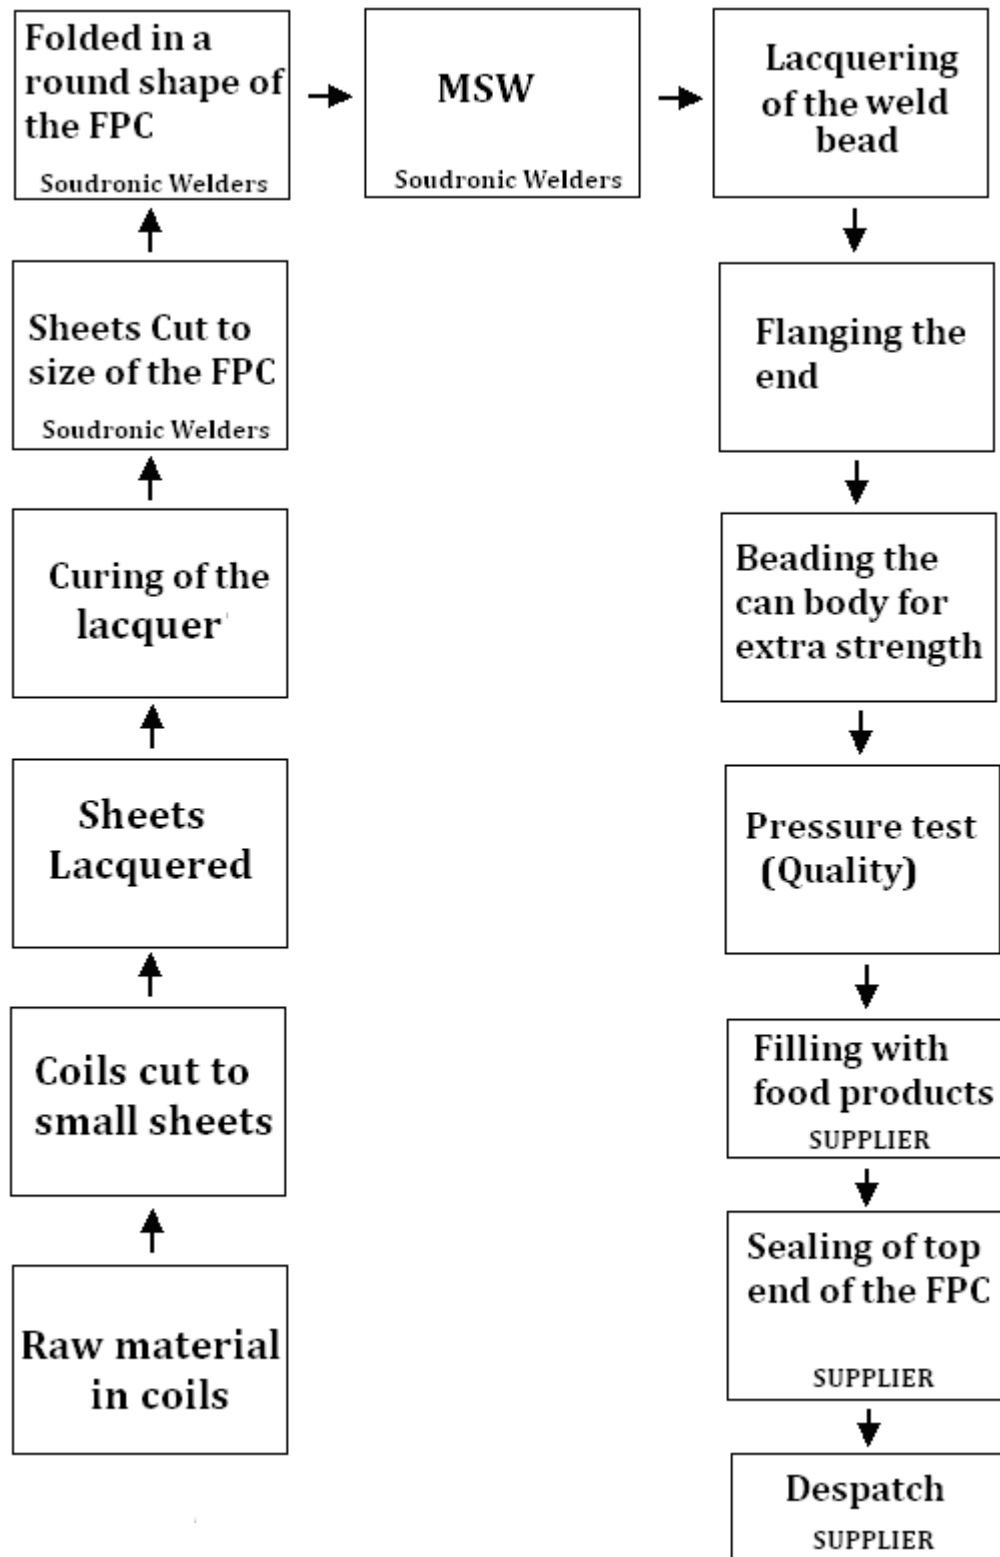 Folded in a
round shape of
the FPC
Soudronic Welders
MSW
Soudronic Welders
Lacquering
of the weld
bead
Sheets Cut to
size of the FPC
Soudronic Welders
Flanging the
end
Curing of the
lacquer
Beading the
can body for
extra strength
Sheets
Lacquered
Pressure test
(Quality)
Coils cut to
small sheets
Filling with
food products
SUPPLIER
Raw material
in coils
Sealing of top
end of the FPC
SUPPLIER
Despatch
SUPPLIER